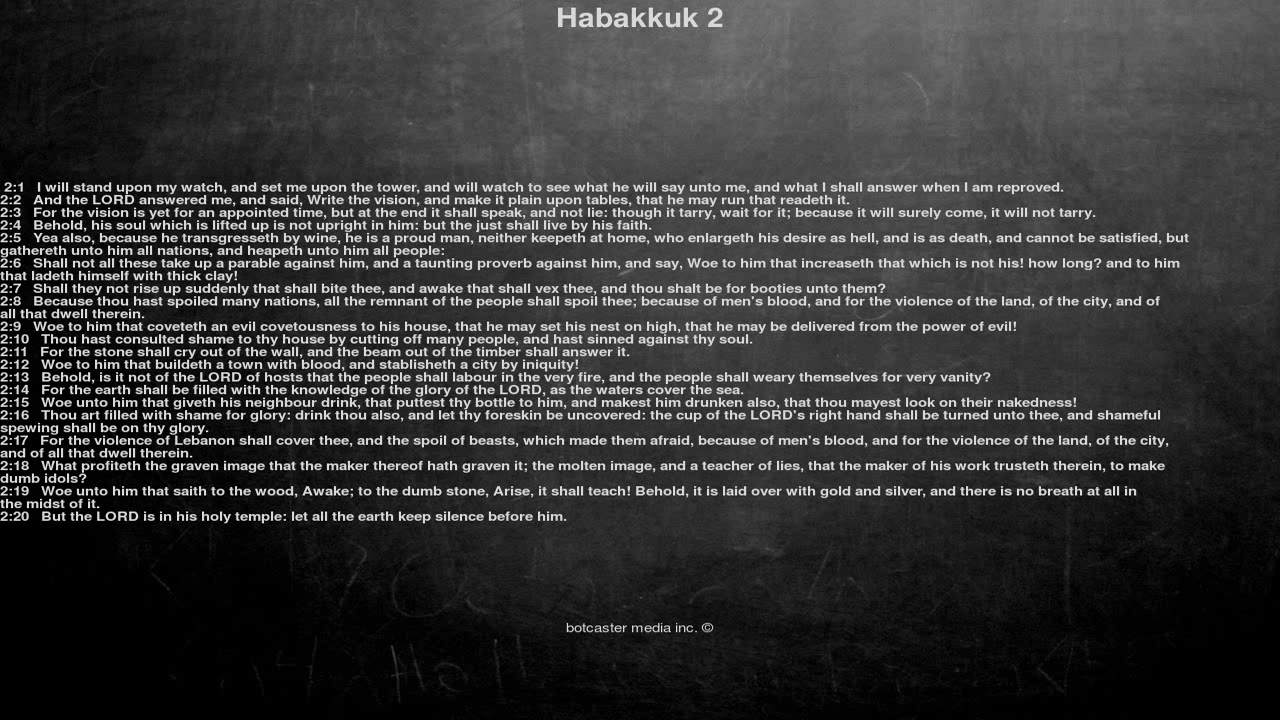 Habakkuk 2
2:1 I will stand upon my watch, and set me upon the tower, and will watch to see what he will say unto me, and what I shall answer when I am reproved.
2:2 And the LORD answered me, and said, Write the vision, and make it plain upon tables, that he may run that readeth it.
2:3 For the vision is yet for an appointed time, but at the end it shall speak, and not lie: though it tarry, wait for it; because it will surely come, it will not tarry.
2:4 Behold, his soul which is lifted up is not upright in him: but the just shall live by his faith.
2:5 Yea also, because he transgresseth by wine, he is a proud man, neither keepeth at home, who enlargeth his desire as hell, and is as death, and cannot be satisfied, but
gathereth unto him all nations, and heapeth unto him all people:
2:6 Shall not all these take up a parable against him, and a taunting proverb against him, and say, Woe to him that increaseth that which is not his! how long? and to him
that ladeth himself with thick clay!
2:7 Shall they not rise up suddenly that shall bite thee, and awake that shall vex thee, and thou shalt be for booties unto them?
2:8 Because thou hast spoiled many nations, all the remnant of the people shall spoil thee; because of men's blood, and for the violence of the land, of the city, and of
all that dwell therein.
2:9 Woe to him that coveteth an evil covetousness to his house, that he may set his nest on high, that he may be delivered from the power of evil!
2:10 Thou hast consulted shame to thy house by cutting off many people, and hast sinned against thy soul.
2:11 For the stone shall cry out of the wall, and the beam out of the timber shall answer it.
2:12 Woe to him that buildeth a town with blood, and stablisheth a city by iniquity!
2:13 Behold, is it not of the LORD of hosts that the people shall labour in the very fire, and the people shall weary themselves for very vanity?
2:14 For the earth shall be filled with the knowledge of the glory of the LORD, as the waters cover the sea.
2:15 Woe unto him that giveth his neighbour drink, that puttest thy bottle to him, and makest him drunken also, that thou mayest look on their nakedness!
2:16 Thou art filled with shame for glory: drink thou also, and let thy foreskin be uncovered: the cup of the LORD's right hand shall be turned unto thee, and shameful
spewing shall be on thy glory.
2:17 For the violence of Lebanon shall cover thee, and the spoil of beasts, which made them afraid, because of men's blood, and for the violence of the land, of the city,
and of all that dwell therein.
2:18 What profiteth the graven image that the maker thereof hath graven it; the molten image, and a teacher of lies, that the maker of his work trusteth therein, to make
dumb idols?
2:19 Woe unto him that saith to the wood, Awake; to the dumb stone, Arise, it shall teach! Behold, it is laid over with gold and silver, and there is no breath at all in
the midst of it.
2:20 But the LORD is in his holy temple: let all the earth keep silence before him.
botcaster media inc. ©